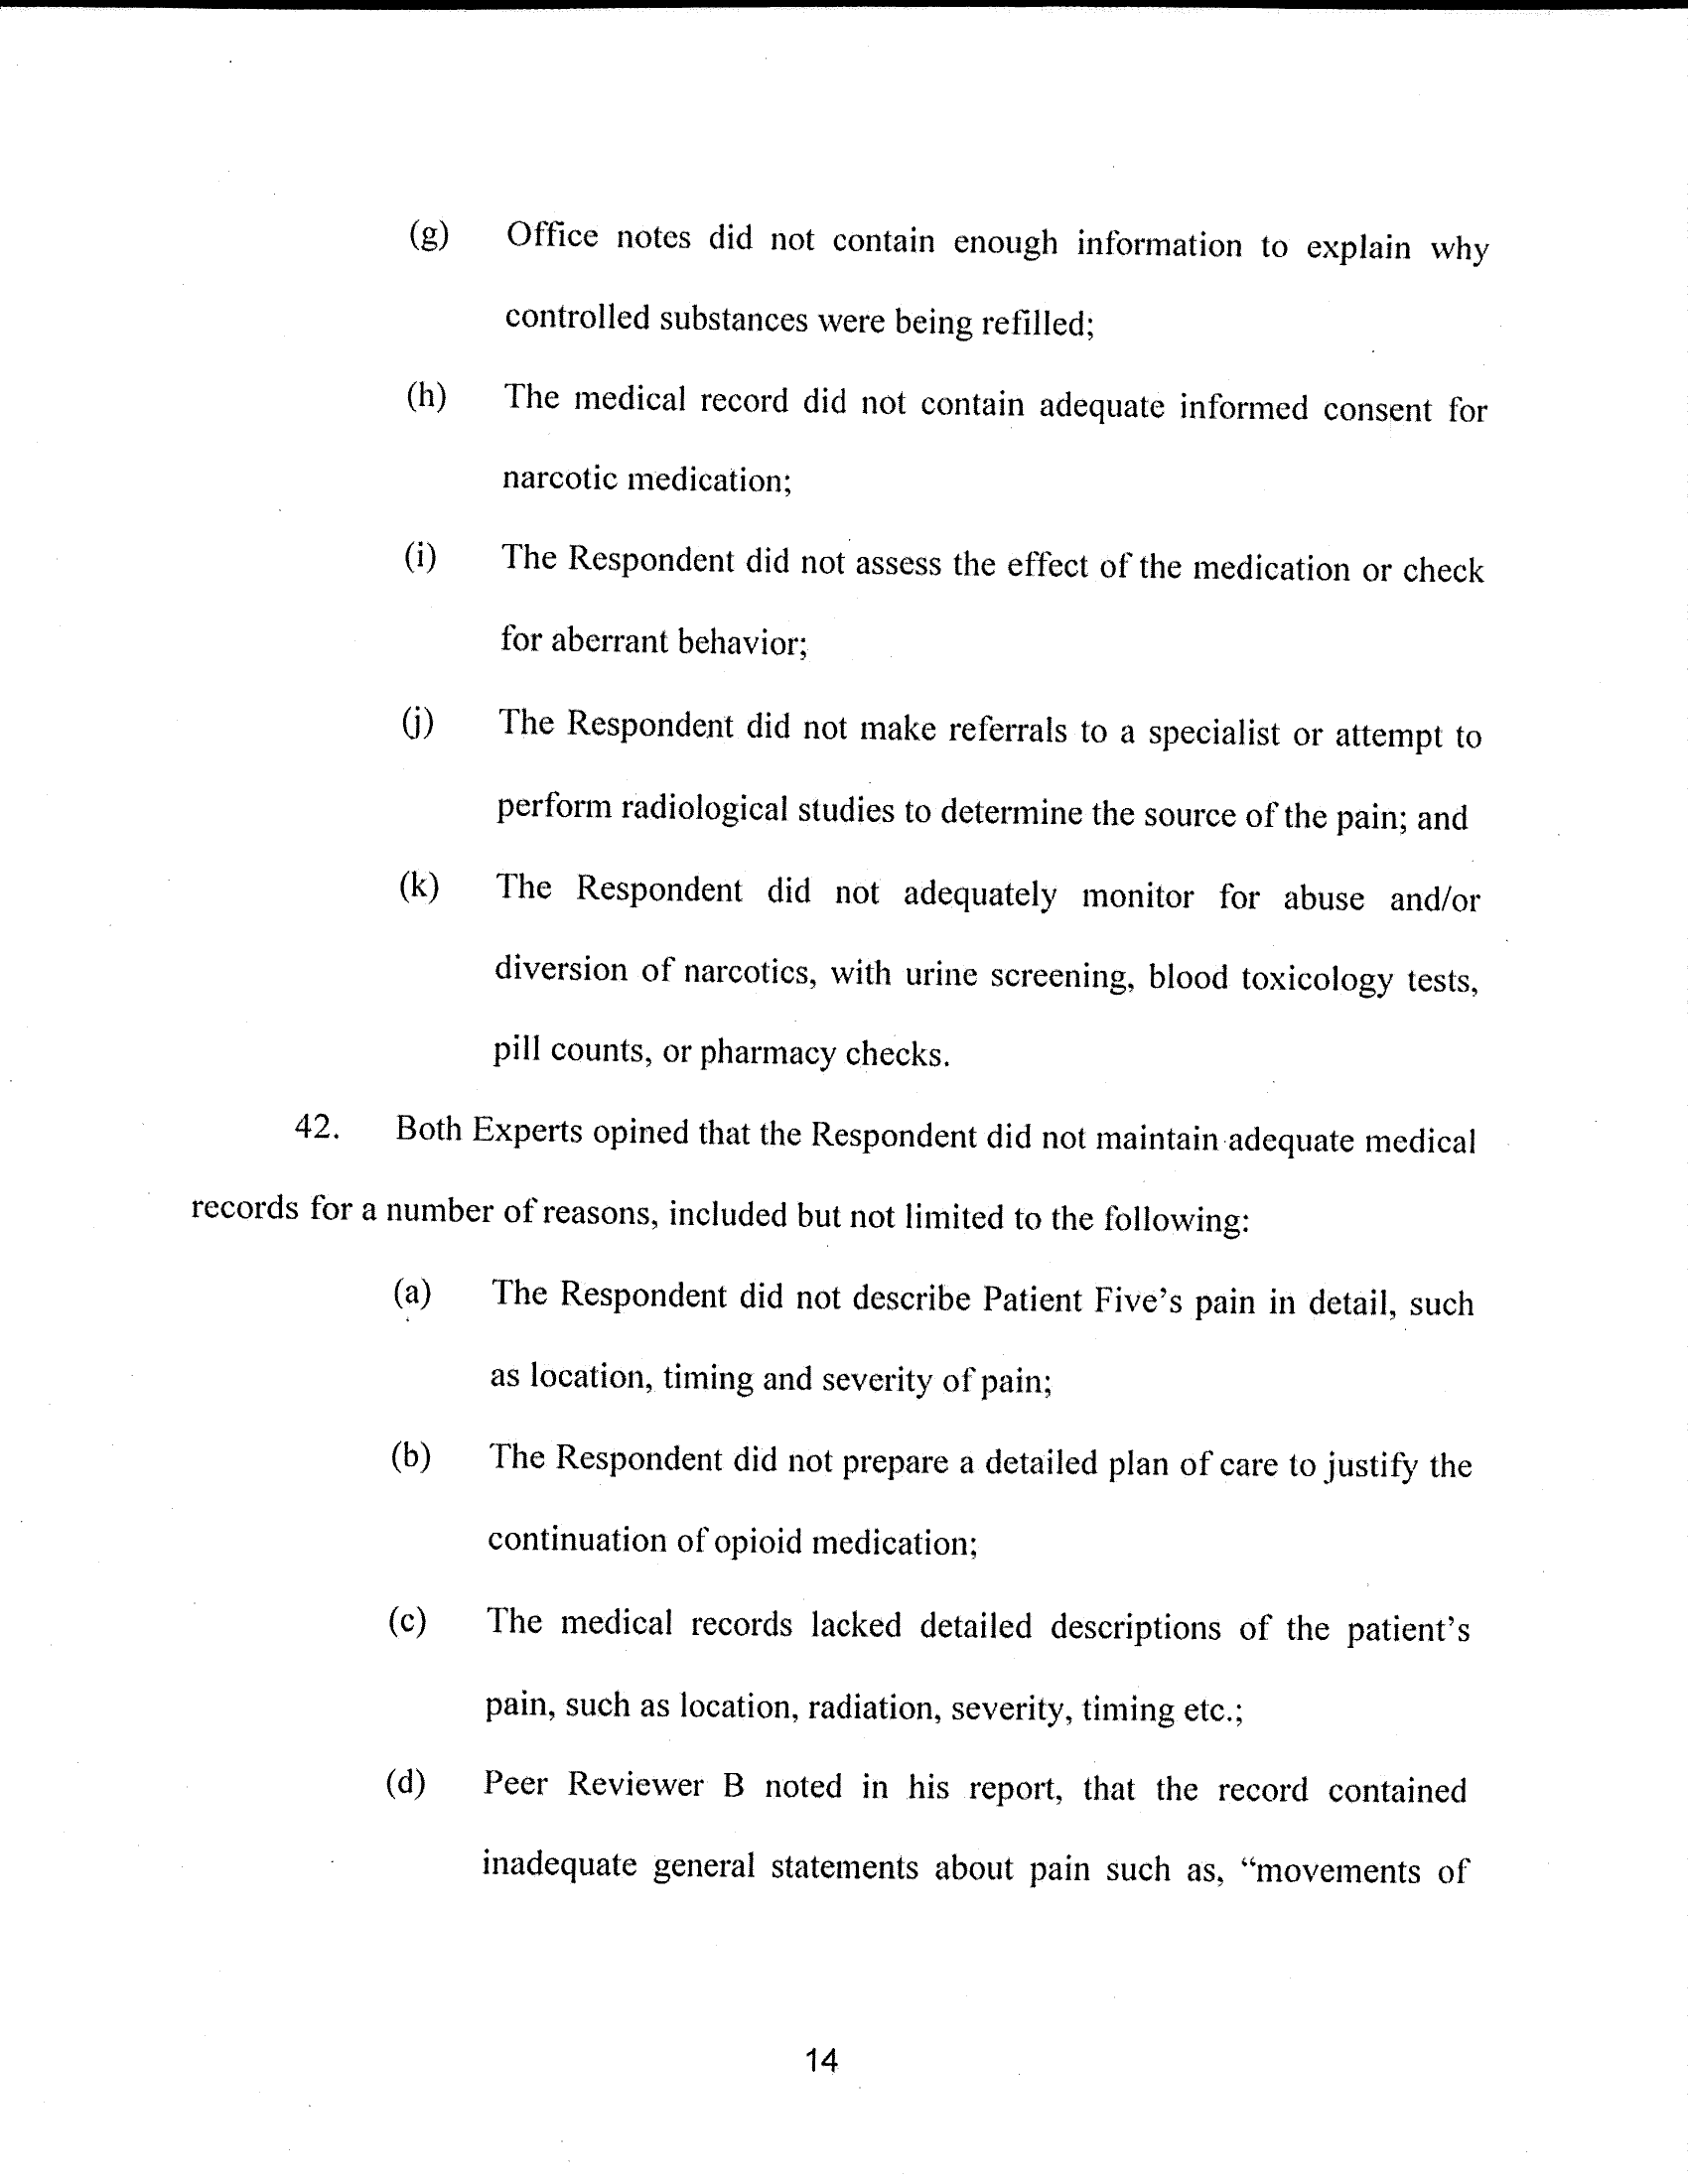 (g) Office notes did not contain enough information to explain why
controlled substances were being refilled;
(h) The medical record did not contain adequate informed consent for
narcotic medication;
(i) The Respondent did not assess the effect of the medication or check
for aberrant behavior;
(j) The Respondent did not make referrals to a specialist or attempt to
perform radiological studies to determine the source of the pain; and
(k) The Respondent did not adequately monitor for abuse and/or
diversion of narcotics, with urine screening, blood toxicology tests,
pill counts, or pharmacy checks.
42. Both Experts opined that the Respondent did not maintain adequate medical
records for a number of reasons, included but not limited to the following:
(a) The Respondent did not describe Patient Five's pain in detail, such
as location, timing and severity of pain;
(b) The Respondent did not prepare a detailed plan of care to justify the
continuation of opioid medication;
(c) The medical records lacked detailed descriptions of the patient's
pain, such as location, radiation, severity, timing etc.;
(d) Peer Reviewer B noted in his report, that the record contained
inadequate general statements about pain such as, “movements of
14